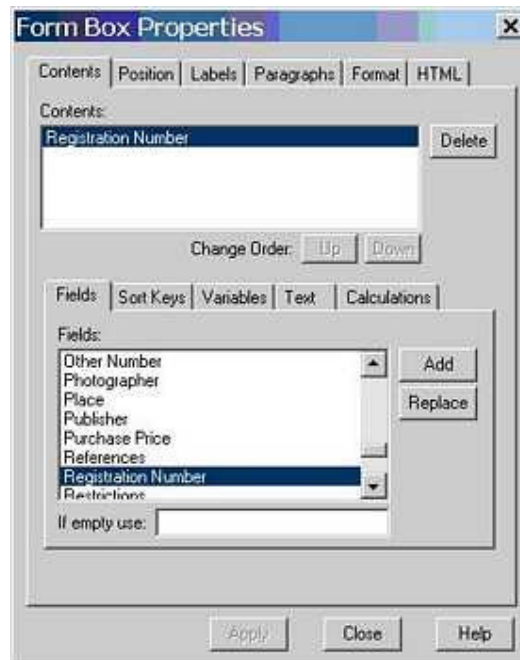 Form Box Properties
Contents Position Labels Paragraphs Format HTML
Contents:
Registration Number
Delete
Change Order: Up Down
Fields Sort Keys Variables Text Calculations
Fields:
Other Number
Photographer
Place
Publisher
Purchase Price
References
Registration Number
Restrictions
Add
Replace
If empty use:
Apply Close Help